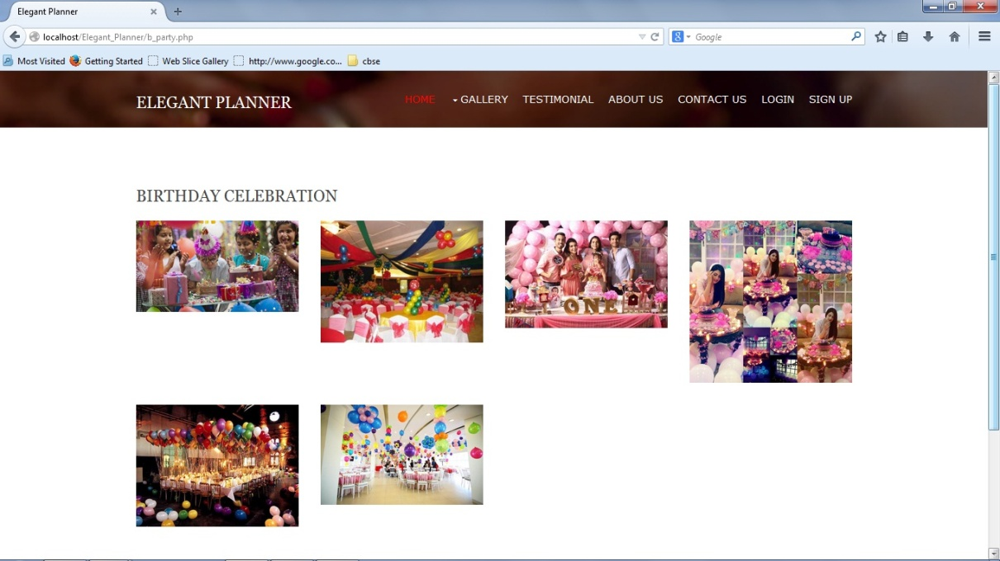 Elegant Planner
localhost/Elegant_Planner/b_party.php
Google
Most Visited Getting Started Web Slice Gallery http://www.google.co... cbse
ELEGANT PLANNER
HOME GALLERY TESTIMONIAL ABOUT US CONTACT US LOGIN SIGN UP
BIRTHDAY CELEBRATION
ONE